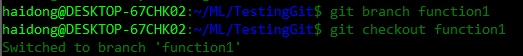 haidong@DESKTOP-67CHK02:~/ML/TestingGit$ git branch function1
haidong@DESKTOP-67CHK02:~/ML/TestingGit$ git checkout function1
Switched to branch 'function1'